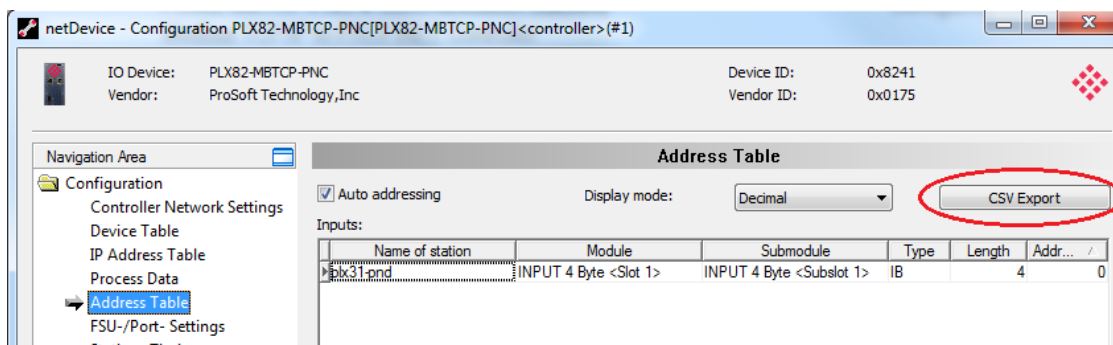 netDevice - Configuration PLX82-MBTCP-PNC[PLX82-MBTCP-PNC]<controller>(#1)
IO Device: PLX82-MBTCP-PNC Device ID: 0x8241
Vendor: ProSoft Technology,Inc Vendor ID: 0x0175
Navigation Area
Configuration
Controller Network Settings
Device Table
IP Address Table
Process Data
Address Table
FSU-/Port- Settings
Address Table
Auto addressing Display mode: Decimal CSV Export
Inputs:
Name of station Module Submodule Type Length Addr...
plx31-pnd INPUT 4 Byte <Slot 1> INPUT 4 Byte <Subslot 1> IB 4 0